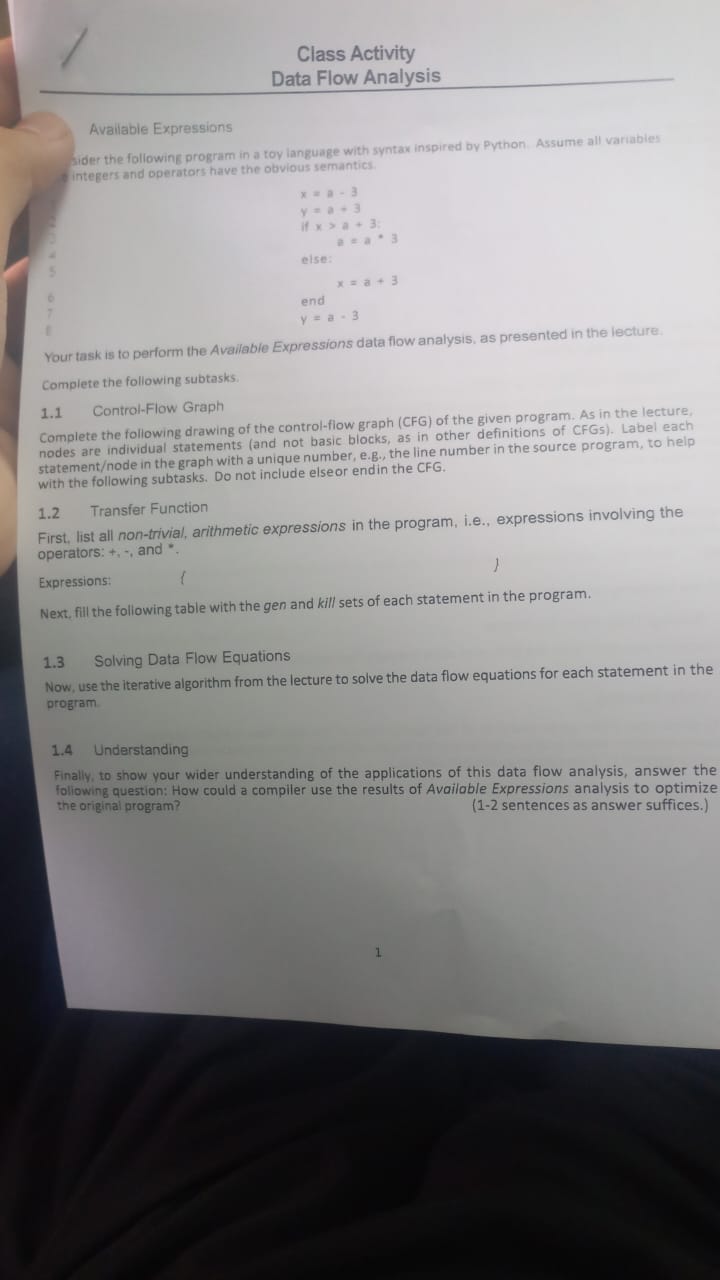 Class Activity
Data Flow Analysis
Available Expressions
sider the following program in a toy language with syntax inspired by Python. Assume all variables
integers and operators have the obvious semantics.
x = a - 3
y = a + 3
if x > a + 3:
a = a * 3
4
else:
5
x = a + 3
6
end
7
y = a - 3
8
Your task is to perform the Available Expressions data flow analysis, as presented in the lecture.
Complete the following subtasks.
1.1 Control-Flow Graph
Complete the following drawing of the control-flow graph (CFG) of the given program. As in the lecture,
nodes are individual statements (and not basic blocks, as in other definitions of CFGs). Label each
statement/node in the graph with a unique number, e.g., the line number in the source program, to help
with the following subtasks. Do not include elseor endin the CFG.
1.2 Transfer Function
First, list all non-trivial, arithmetic expressions in the program, i.e., expressions involving the
operators: +, -, and *.
Expressions: { }
Next, fill the following table with the gen and kill sets of each statement in the program.
1.3 Solving Data Flow Equations
Now, use the iterative algorithm from the lecture to solve the data flow equations for each statement in the
program.
1.4 Understanding
Finally, to show your wider understanding of the applications of this data flow analysis, answer the
following question: How could a compiler use the results of Available Expressions analysis to optimize
the original program? (1-2 sentences as answer suffices.)
1